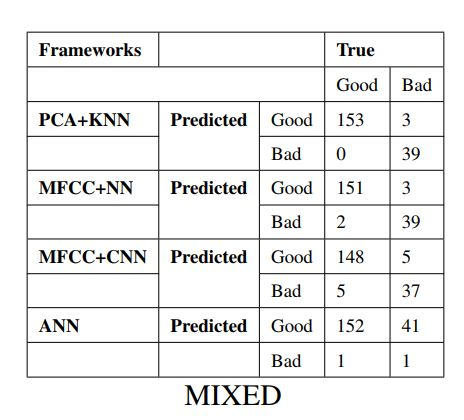 Frameworks True
Good Bad
PCA+KNN Predicted Good 153 3
Bad 0 39
MFCC+NN Predicted Good 151 3
Bad 2 39
MFCC+CNN Predicted Good 148 5
Bad 5 37
ANN Predicted Good 152 41
Bad 1 1
MIXED